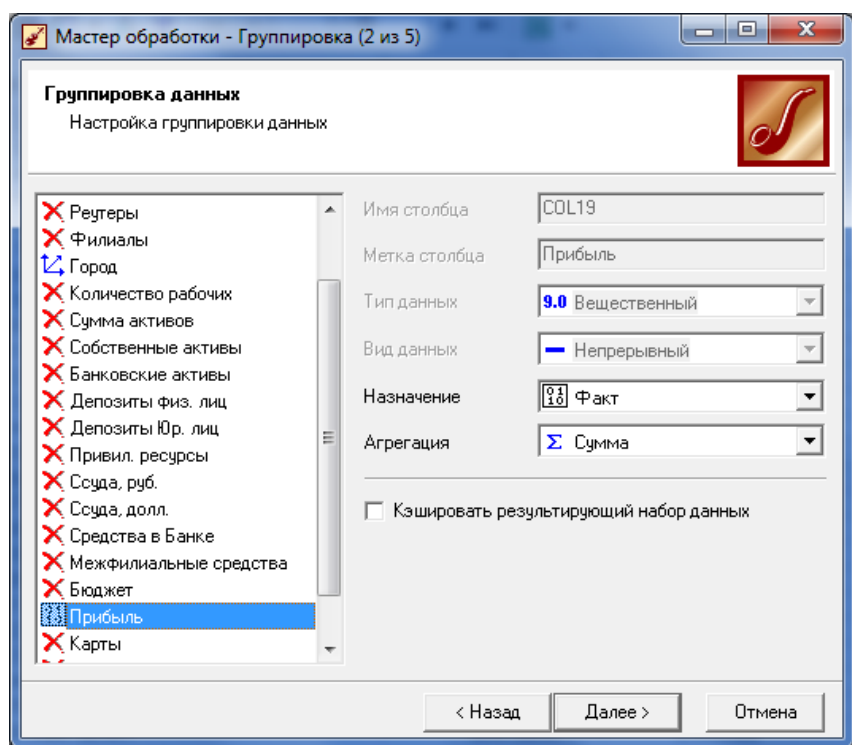 Мастер обработки - Группировка (2 из 5)
Группировка данных
Настройка группировки данных
Реутеры
Филиалы
Город
Количество рабочих
Сумма активов
Собственные активы
Банковские активы
Депозиты физ. лиц
Депозиты Юр. лиц
Привил. ресурсы
Ссуда, руб.
Ссуда, долл.
Средства в Банке
Межфилиальные средства
Бюджет
Прибыль
Карты
Имя столбца COL19
Метка столбца Прибыль
Тип данных 9.0 Вещественный
Вид данных Непрерывный
Назначение Факт
Агрегация Σ Сумма
Кэшировать результирующий набор данных
< Назад Далее > Отмена